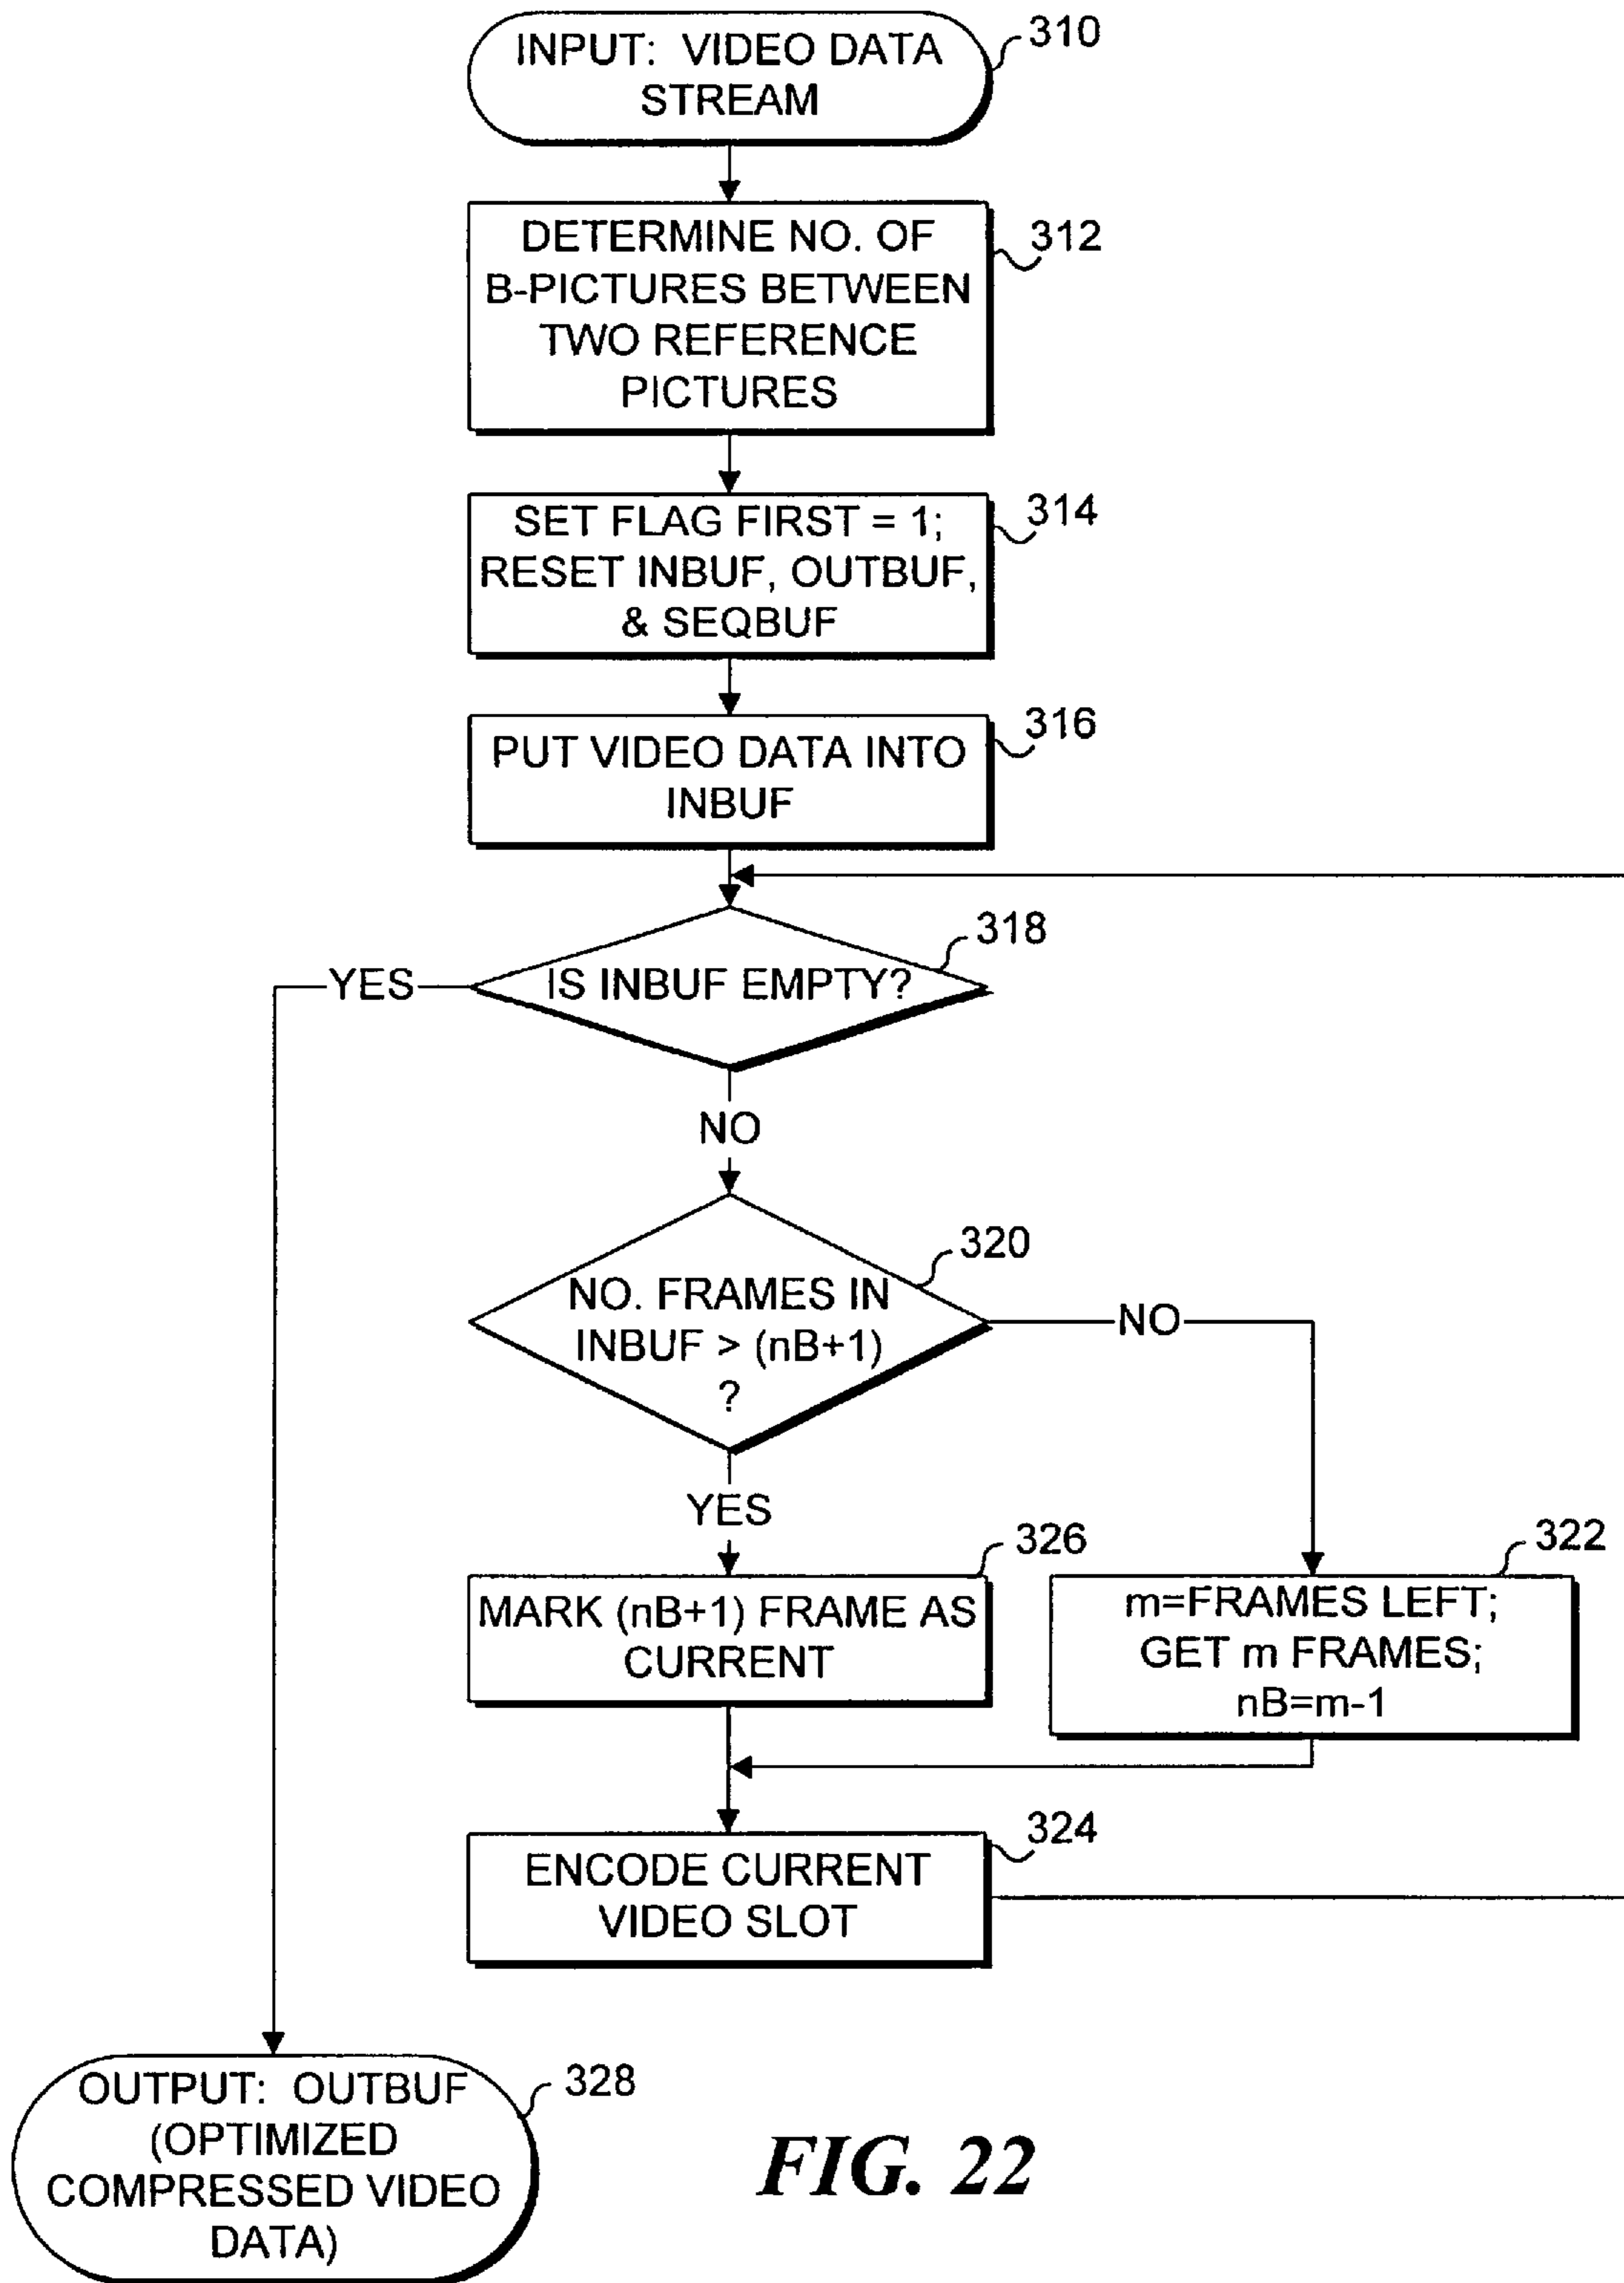 INPUT: VIDEO DATA
STREAM
310
DETERMINE NO. OF
B-PICTURES BETWEEN
TWO REFERENCE
PICTURES
312
SET FLAG FIRST = 1;
RESET INBUF, OUTBUF,
& SEQBUF
314
PUT VIDEO DATA INTO
INBUF
316
IS INBUF EMPTY?
318
YES
NO
NO. FRAMES IN
INBUF > (nB+1)
?
320
NO
YES
MARK (nB+1) FRAME AS
CURRENT
326
m=FRAMES LEFT;
GET m FRAMES;
nB=m-1
322
ENCODE CURRENT
VIDEO SLOT
324
OUTPUT: OUTBUF
(OPTIMIZED
COMPRESSED VIDEO
DATA)
328
FIG. 22